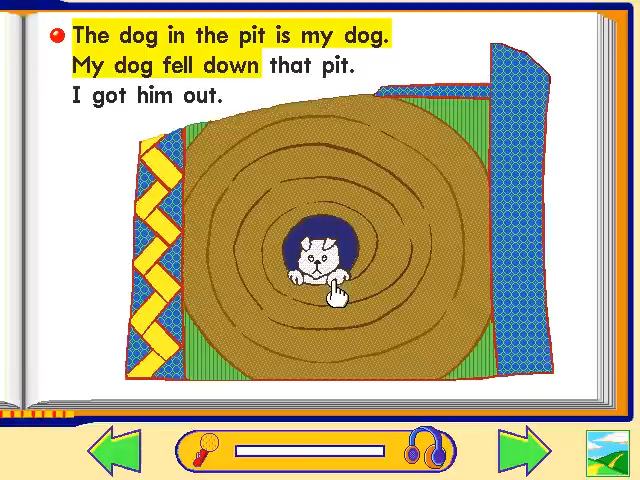 The dog in the pit is my dog.
My dog fell down that pit.
I got him out.